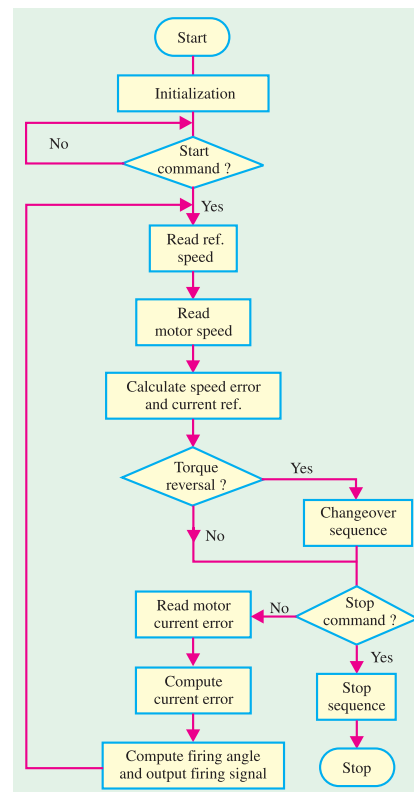 Start
Initialization
No
Start
command ?
Yes
Read ref.
speed
Read
motor speed
Calculate speed error
and current ref.
Torque
reversal ?
Yes
Changeover
sequence
No
Stop
command ?
No
Read motor
current error
Yes
Compute
current error
Stop
sequence
Compute firing angle
and output firing signal
Stop